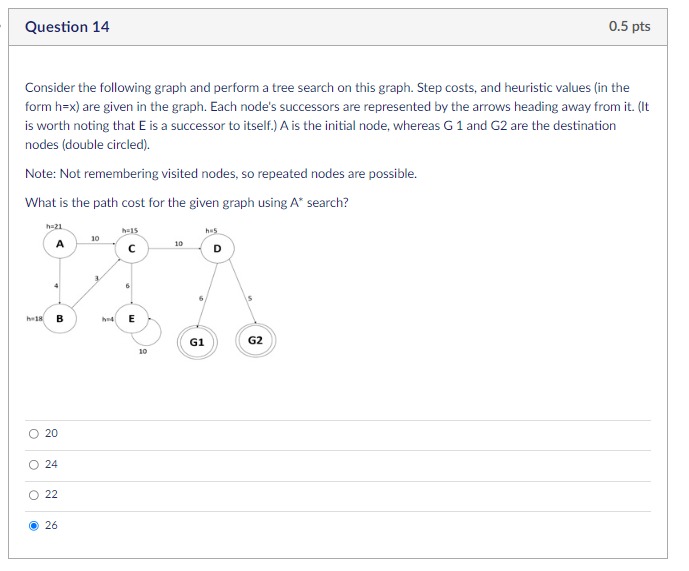 Question 14
0.5 pts
Consider the following graph and perform a tree search on this graph. Step costs, and heuristic values (in the
form h=x) are given in the graph. Each node's successors are represented by the arrows heading away from it. (It
is worth noting that E is a successor to itself.) A is the initial node, whereas G 1 and G2 are the destination
nodes (double circled).
Note: Not remembering visited nodes, so repeated nodes are possible.
What is the path cost for the given graph using A* search?
h=21
h=15
h=5
A
10
C
10
D
4
3
6
6
5
h=18
B
h=4
E
G1
G2
10
20
24
22
26